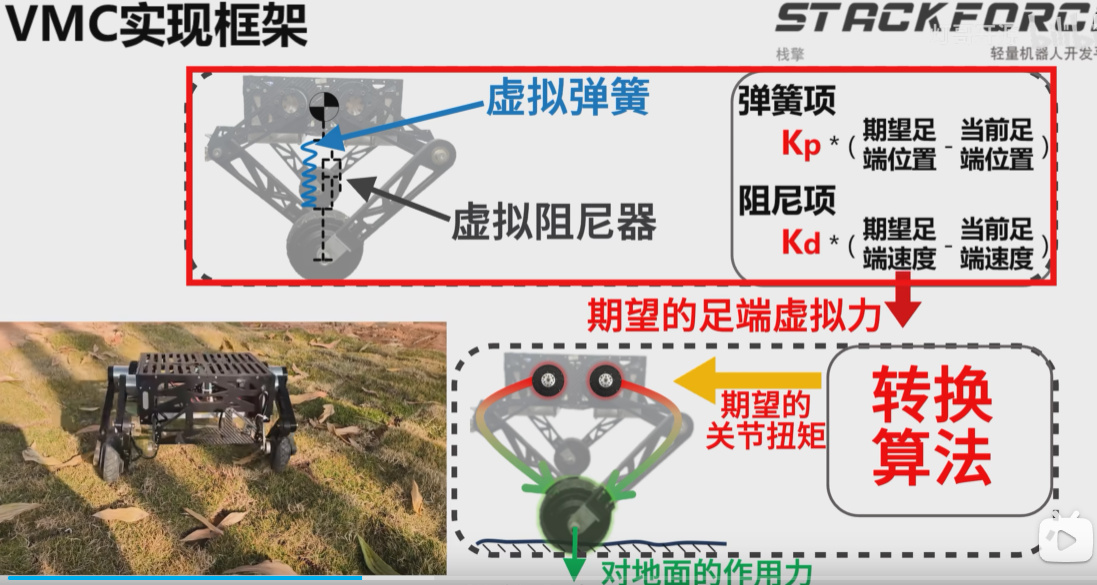 VMC实现框架
STACKFORC
栈擎
轻量机器人开发平
虚拟弹簧
虚拟阻尼器
弹簧项
Kp * ( 期望足端位置 - 当前足端位置 )
阻尼项
Kd * ( 期望足端速度 - 当前足端速度 )
期望的足端虚拟力
期望的
关节扭矩
转换
算法
对地面的作用力